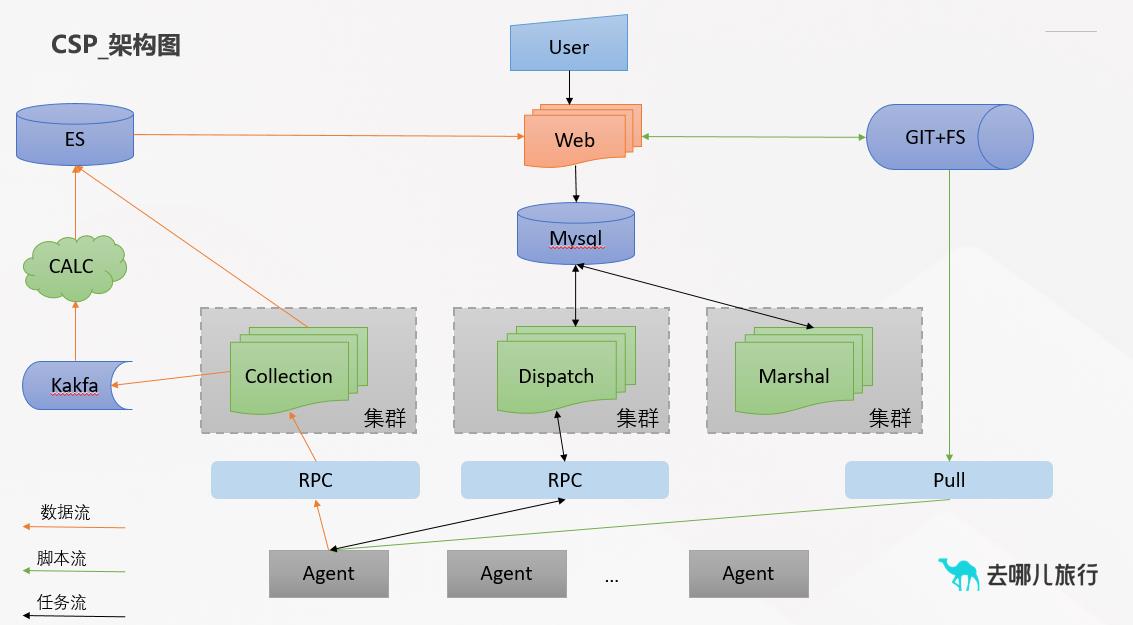 CSP_架构图
User
ES
Web
GIT+FS
Mysql
CALC
Kakfa
Collection
集群
Dispatch
集群
Marshal
集群
RPC
RPC
Pull
数据流
脚本流
任务流
Agent
Agent
...
Agent
去哪儿旅行